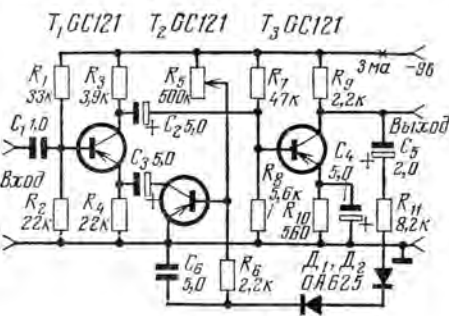 T₁ GC121 T₂ GC121 T₃ GC121
R₁ 33к
R₃ 3,9к
R₅ 500к
R₇ 47к
R₉ 2,2к
3 ма
-9в
C₁ 1,0
C₂ 5,0
Выход
C₃ 5,0
C₄ 5,0
C₅ 2,0
Вход
R₂ 22к
R₄ 22к
R₈ 5,6к
R₁₀ 560
R₁₁ 8,2к
C₆ 5,0
R₆ 2,2к
Д₁, Д₂
ОА625